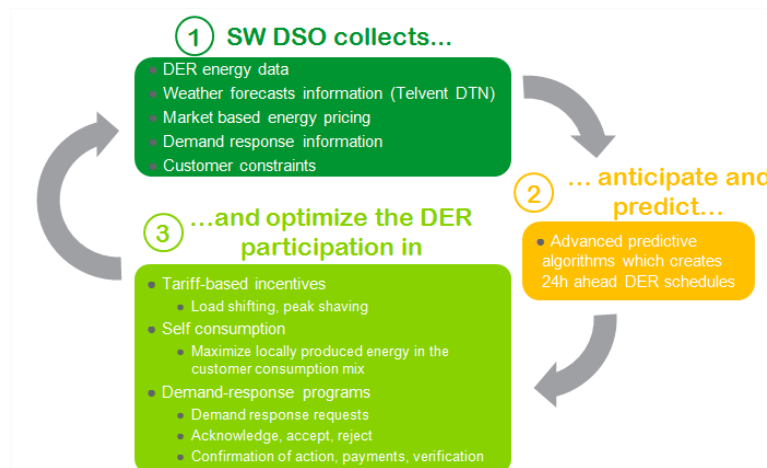 1 SW DSO collects...
DER energy data
Weather forecasts information (Telvent DTN)
Market based energy pricing
Demand response information
Customer constraints
2 ... anticipate and
predict...
Advanced predictive
algorithms which creates
24h ahead DER schedules
3 ...and optimize the DER
participation in
Tariff-based incentives
Load shifting, peak shaving
Self consumption
Maximize locally produced energy in the
customer consumption mix
Demand-response programs
Demand response requests
Acknowledge, accept, reject
Confirmation of action, payments, verification